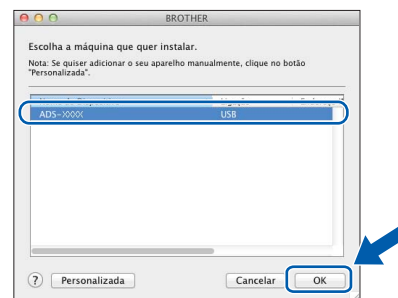 BROTHER
Escolha a máquina que quer instalar.
Nota: Se quiser adicionar o seu aparelho manualmente, clique no botão
"Personalizada".
ADS-XXXX USB
? Personalizada Cancelar OK